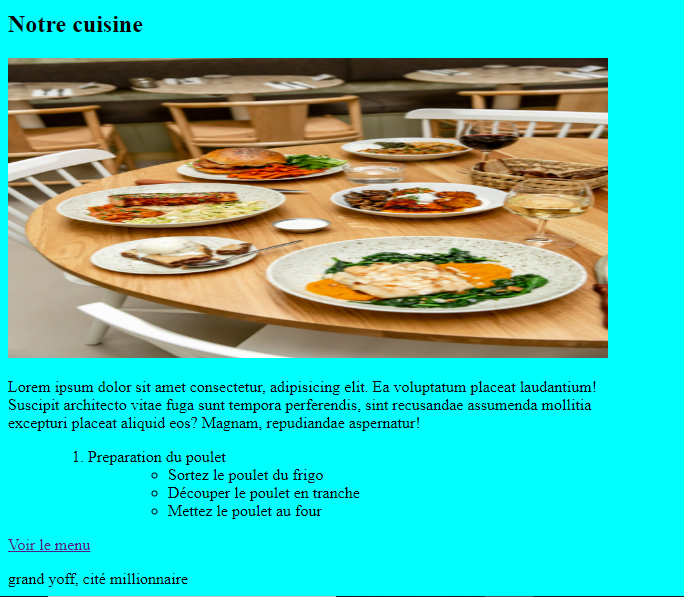 Notre cuisine
Lorem ipsum dolor sit amet consectetur, adipisicing elit. Ea voluptatum placeat laudantium!
Suscipit architecto vitae fuga sunt tempora perferendis, sint recusandae assumenda mollitia
excepturi placeat aliquid eos? Magnam, repudiandae aspernatur!
1. Preparation du poulet
Sortez le poulet du frigo
Découper le poulet en tranche
Mettez le poulet au four
Voir le menu
grand yoff, cité millionnaire